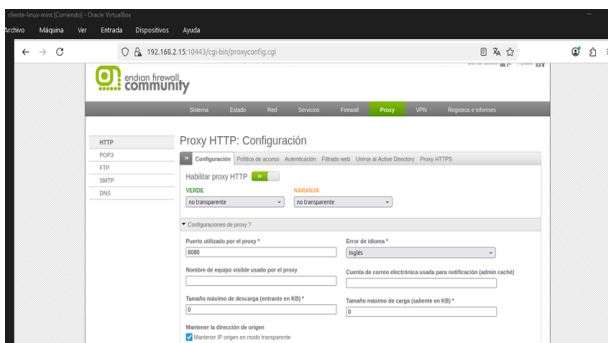 cliente-linux-mint [Corriendo] - Oracle VirtualBox
Archivo Máquina Ver Entrada Dispositivos Ayuda
192.168.2.15:10443/cgi-bin/proxyconfig.cgi
endian firewall
community
Sistema Estado Red Servicios Firewall Proxy VPN Registros e informes
HTTP
POP3
FTP
SMTP
DNS
Proxy HTTP: Configuración
Configuración Política de acceso Autenticación Filtrado web Unirse al Active Directory Proxy HTTPS
Habilitar proxy HTTP
VERDE NARANJA
no transparente no transparente
Configuraciones de proxy ?
Puerto utilizado por el proxy * Error de idioma *
8080 Inglés
Nombre de equipo visible usado por el proxy Cuenta de correo electrónica usada para notificación (admin caché)
Tamaño máximo de descarga (entrante en KB) * Tamaño máximo de carga (saliente en KB) *
0 0
Mantener la dirección de origen
Mantener IP origen en modo transparente